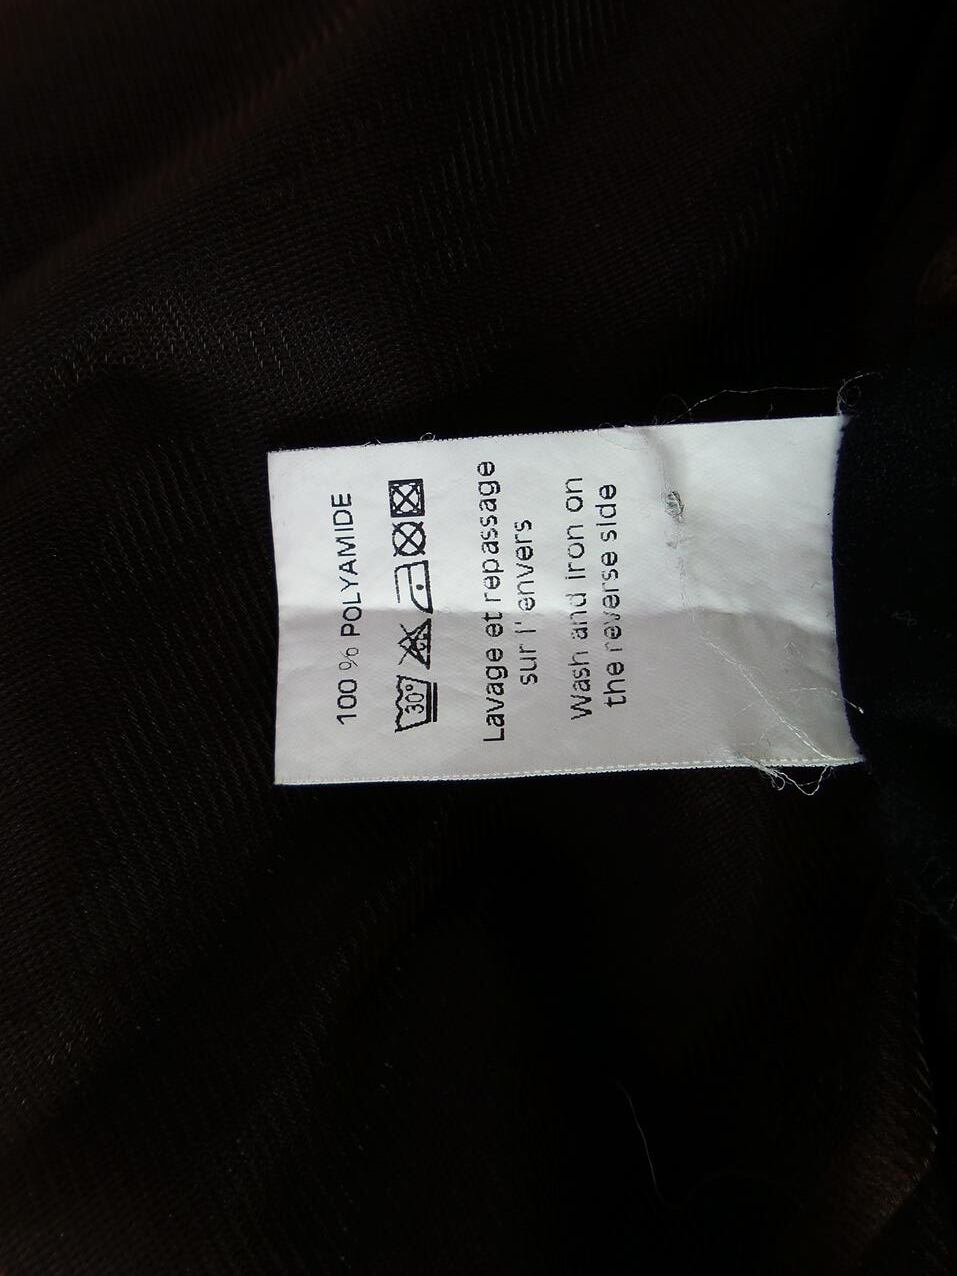 100 % POLYAMIDE
30°
Lavage et repassage
sur l' envers
Wash and iron on
the reverse side